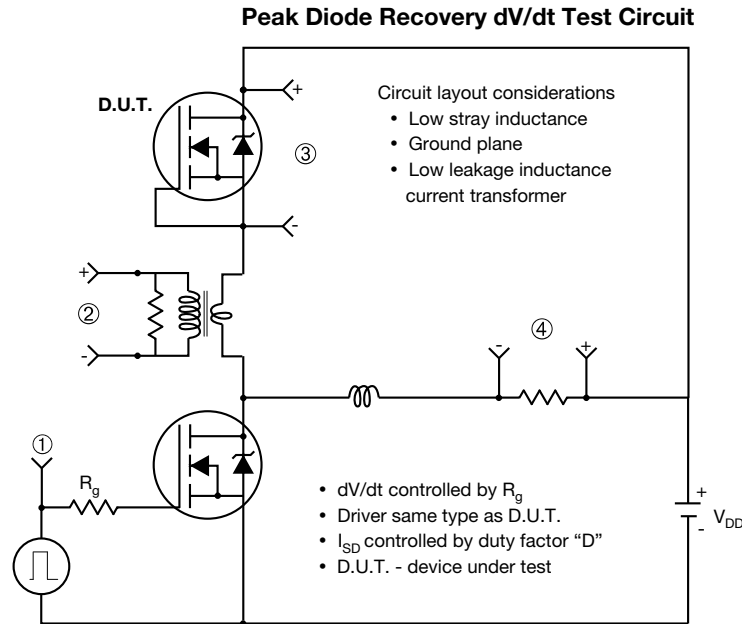 Peak Diode Recovery dV/dt Test Circuit
D.U.T.
+
③
-
Circuit layout considerations
• Low stray inductance
• Ground plane
• Low leakage inductance
current transformer
+
②
-
④
-
+
①
Rg
• dV/dt controlled by Rg
• Driver same type as D.U.T.
• ISD controlled by duty factor “D”
• D.U.T. - device under test
+
-
VDD